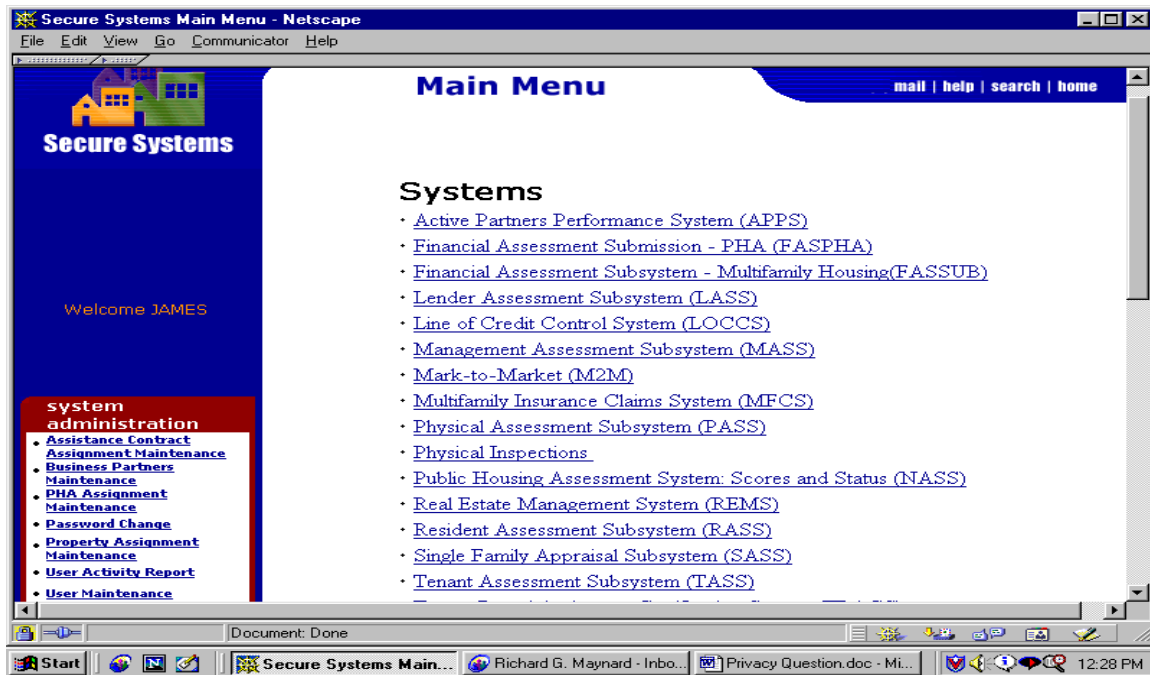 Secure Systems Main Menu - Netscape
File Edit View Go Communicator Help
Main Menu
mail | help | search | home
Secure Systems
Welcome JAMES
system
administration
• Assistance Contract
Assignment Maintenance
• Business Partners
Maintenance
• PHA Assignment
Maintenance
• Password Change
• Property Assignment
Maintenance
• User Activity Report
• User Maintenance
Systems
· Active Partners Performance System (APPS)
· Financial Assessment Submission - PHA (FASPHA)
· Financial Assessment Subsystem - Multifamily Housing(FASSUB)
· Lender Assessment Subsystem (LASS)
· Line of Credit Control System (LOCCS)
· Management Assessment Subsystem (MASS)
· Mark-to-Market (M2M)
· Multifamily Insurance Claims System (MFCS)
· Physical Assessment Subsystem (PASS)
· Physical Inspections
· Public Housing Assessment System: Scores and Status (NASS)
· Real Estate Management System (REMS)
· Resident Assessment Subsystem (RASS)
· Single Family Appraisal Subsystem (SASS)
· Tenant Assessment Subsystem (TASS)
Document: Done
Start
Secure Systems Main...
Richard G. Maynard - Inbo...
Privacy Question.doc - Mi...
12:28 PM